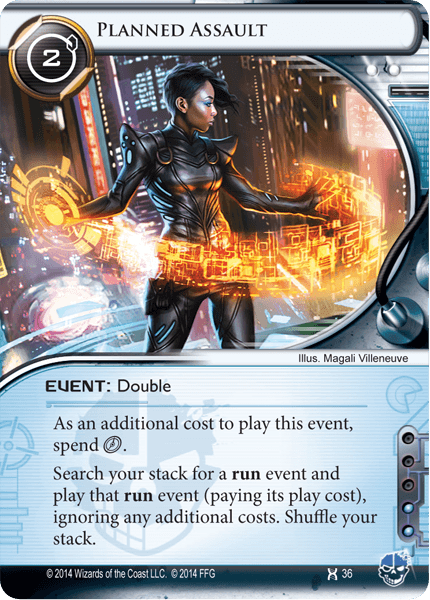 Planned Assault
2
Illus. Magali Villeneuve
EVENT: Double
As an additional cost to play this event,
spend .
Search your stack for a run event and
play that run event (paying its play cost),
ignoring any additional costs. Shuffle your
stack.
© 2014 Wizards of the Coast LLC. © 2014 FFG
36